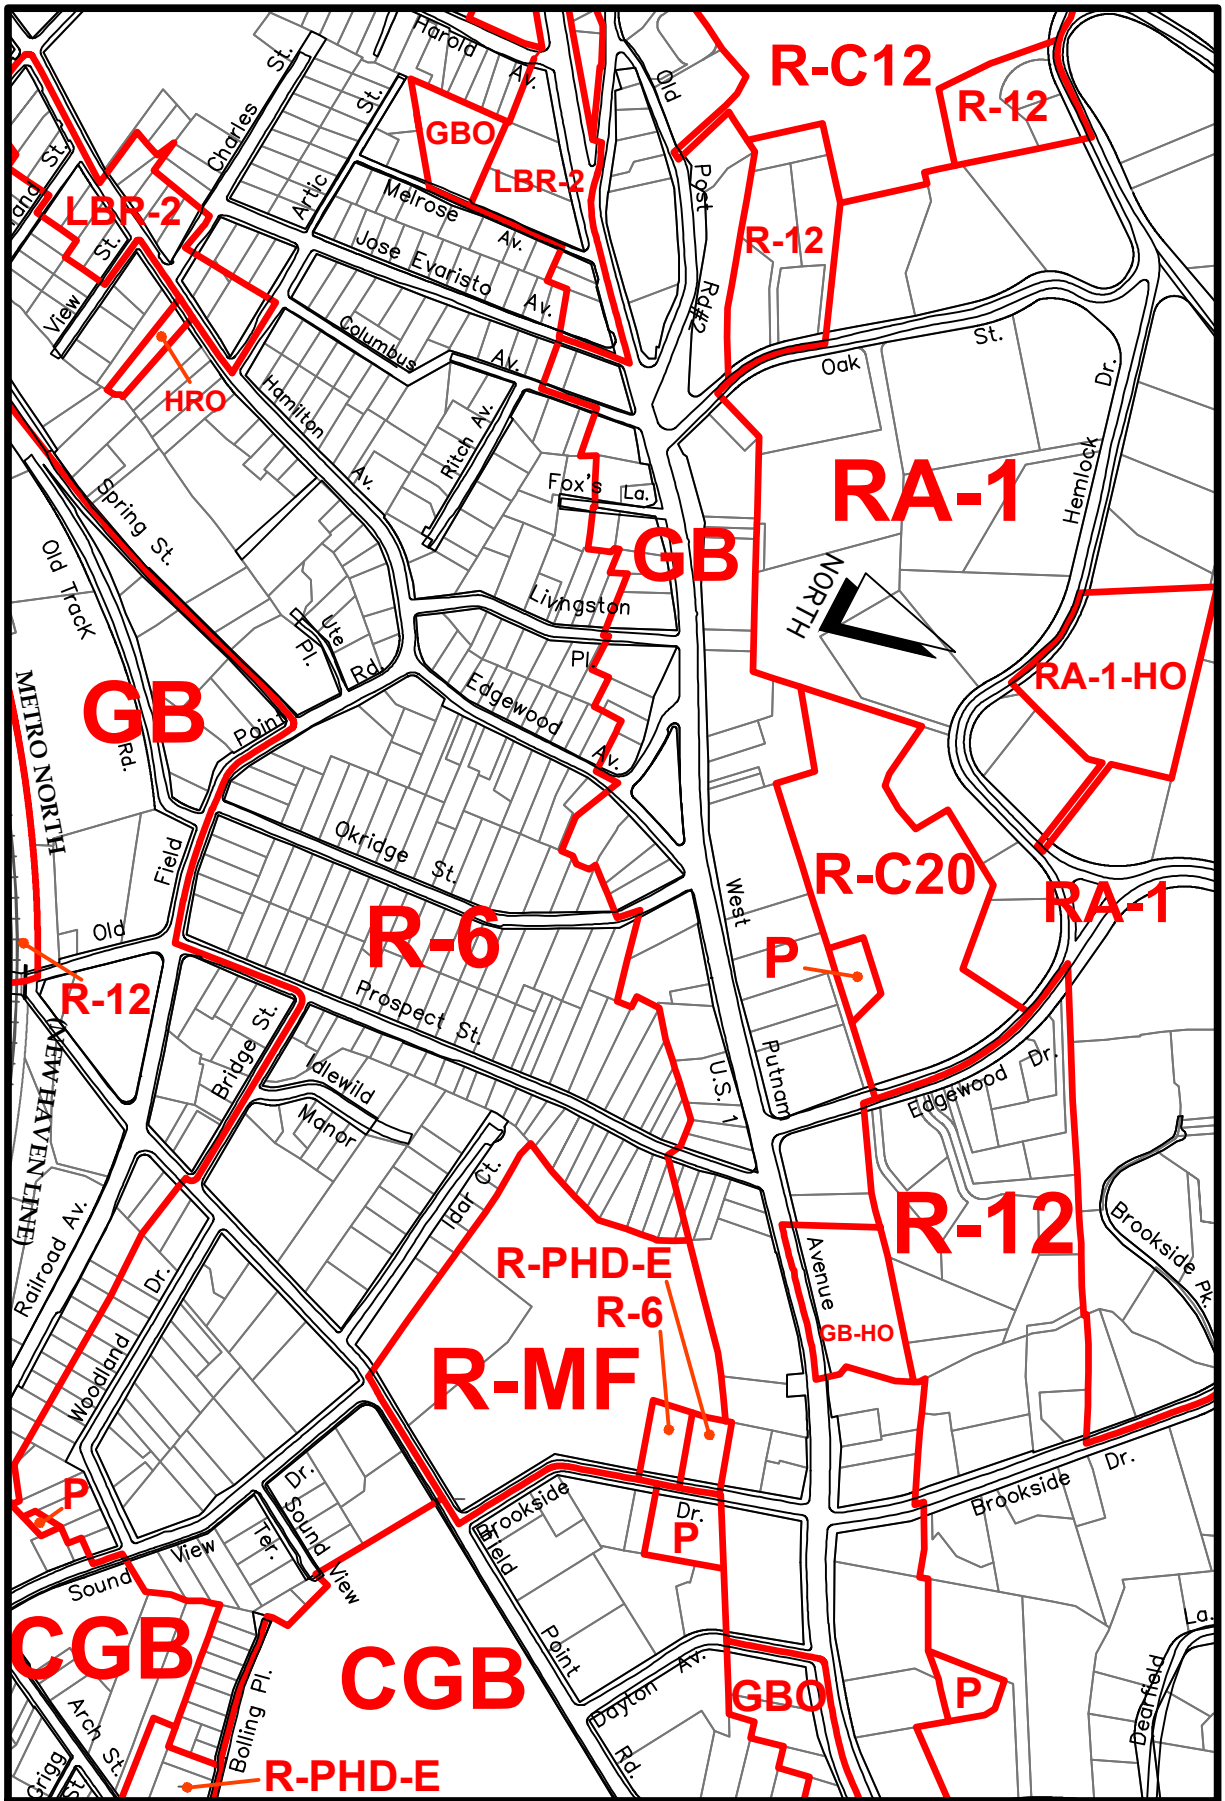 Harold
Av.
St.
Old
R-C12
R-12
Charles
St.
GBO
LBR-2
Post
Rd#2
St.
Artic
Melrose
Av.
LBR-2
View
St.
R-12
Jose Evaristo
Av.
Columbus
Av.
Oak
St.
HRO
Hamilton
Av.
Ritch Av.
Dr.
Hemlock
RA-1
Fox's La.
Spring St.
Old Track
Rd.
GB
NORTH
Livingston
Pl.
Ute
Pl.
RA-1-HO
METRO NORTH
GB
Point
Rd.
Edgewood
Av.
Field
Okridge St.
R-C20
RA-1
West
Putnam
Avenue
Old
R-6
P
R-12
Prospect St.
U.S. 1
(NEW HAVEN LINE)
Bridge St.
Idlewild
Manor
Edgewood Dr.
Idar Ct.
R-12
Railroad Av.
R-PHD-E
R-6
GB-HO
Brookside Pk.
Woodland
Dr.
R-MF
P
Brookside
Dr.
Brookside
Dr.
P
Sound
View
Ter.
Dr.
Sound View
Field
Point
Rd.
CGB
CGB
Dayton
Av.
GBO
P
La.
Dearfield
Arch St.
Grigg
St
Bolling Pl.
R-PHD-E